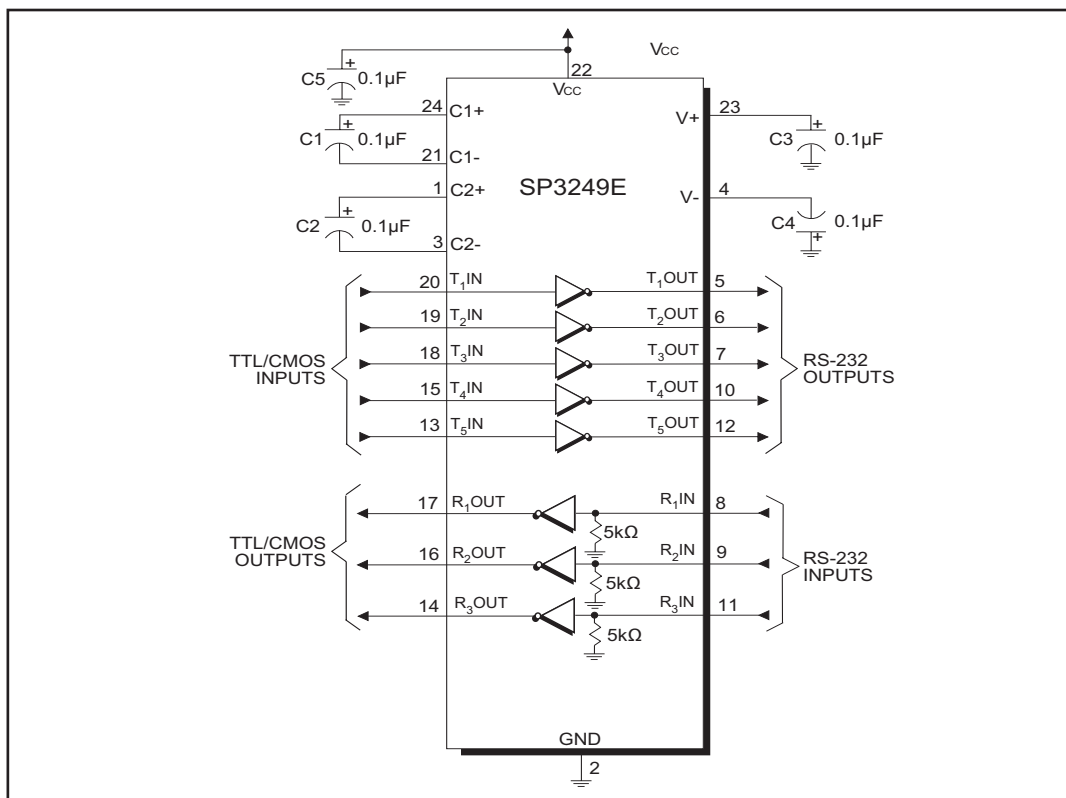 VCC
22
VCC
C5 + 0.1µF
24 C1+
C1 + 0.1µF
21 C1-
1 C2+
C2 + 0.1µF
3 C2-
SP3249E
V+ 23
C3 + 0.1µF
V- 4
C4 + 0.1µF
TTL/CMOS
INPUTS
20 T1IN T1OUT 5
19 T2IN T2OUT 6
18 T3IN T3OUT 7
15 T4IN T4OUT 10
13 T5IN T5OUT 12
RS-232
OUTPUTS
TTL/CMOS
OUTPUTS
17 R1OUT R1IN 8
5kΩ
16 R2OUT R2IN 9
5kΩ
14 R3OUT R3IN 11
5kΩ
RS-232
INPUTS
GND
2